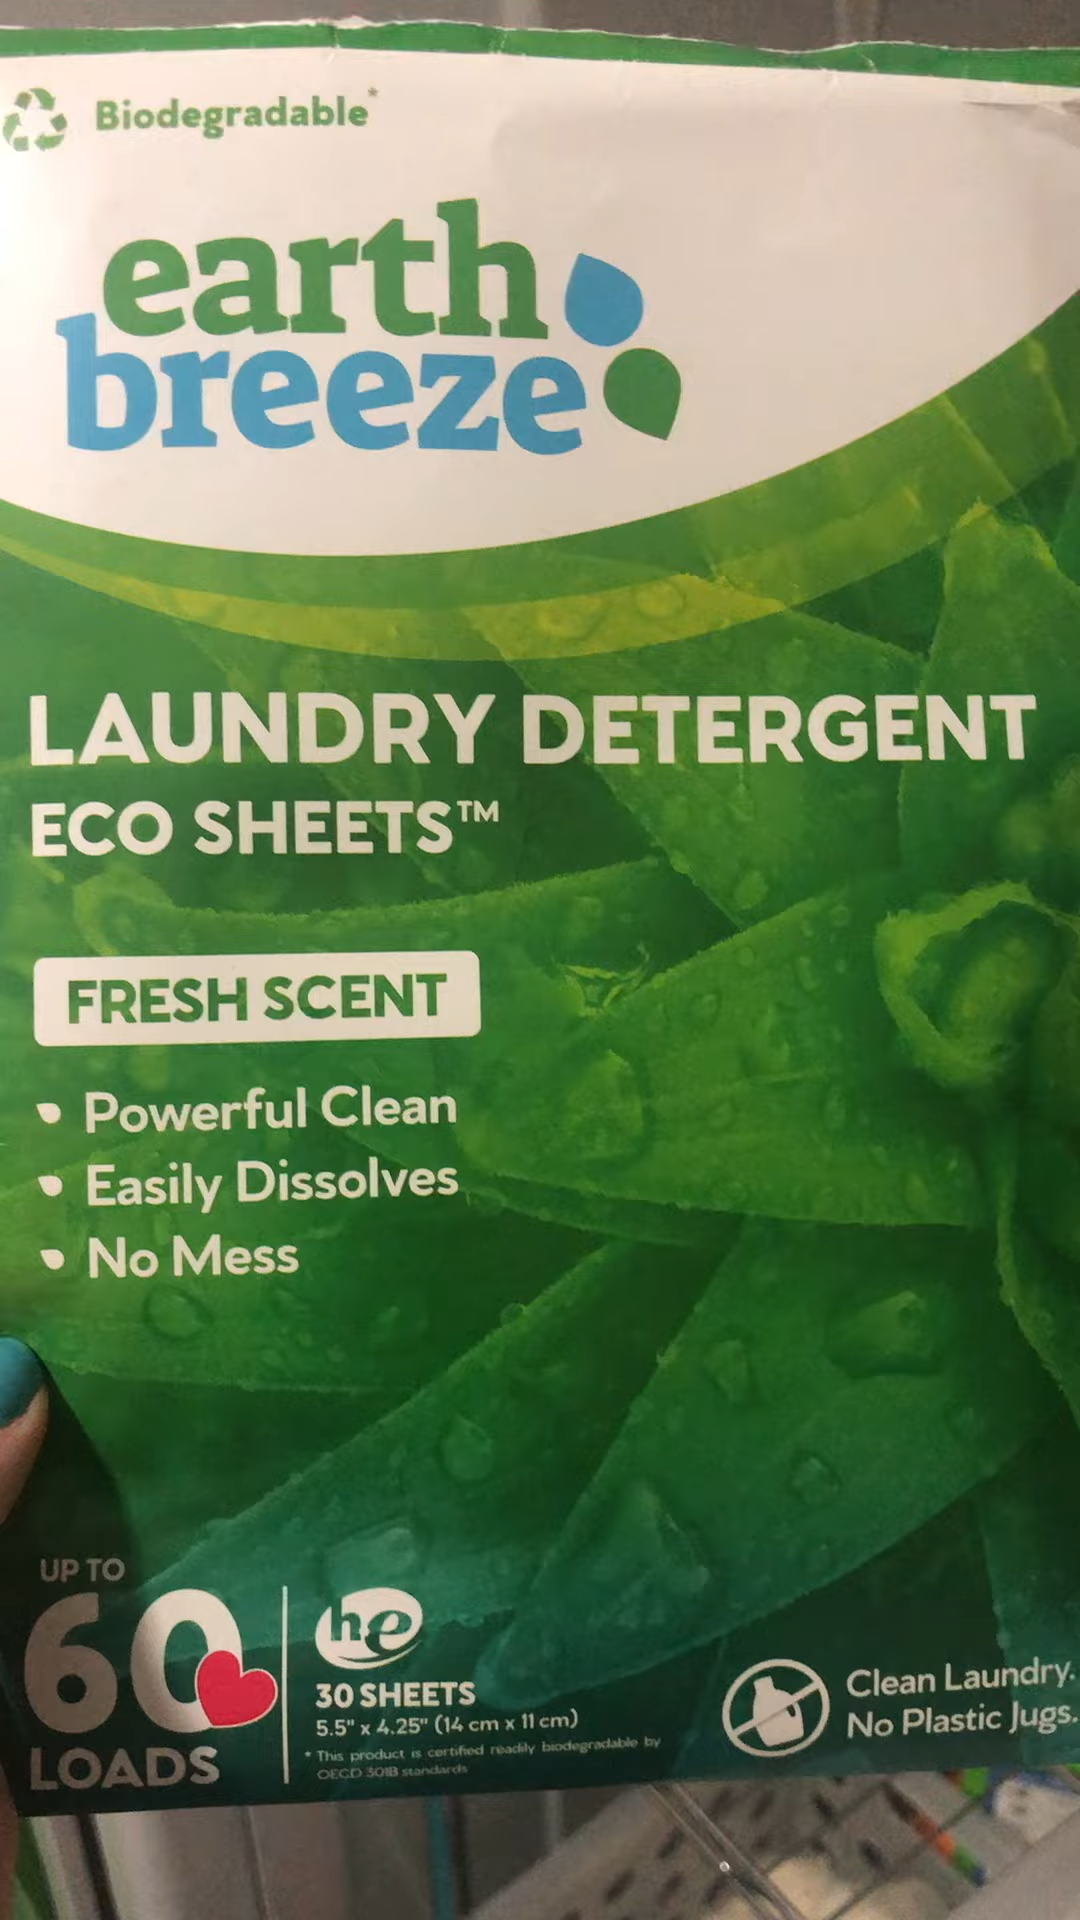 Biodegradable*
earth
breeze
LAUNDRY DETERGENT
ECO SHEETS™
FRESH SCENT
Powerful Clean
Easily Dissolves
No Mess
UP TO
60
LOADS
he
30 SHEETS
5.5" x 4.25" (14 cm x 11 cm)
* This product is certified readily biodegradable by
OECD 301B standards
Clean Laundry.
No Plastic Jugs.